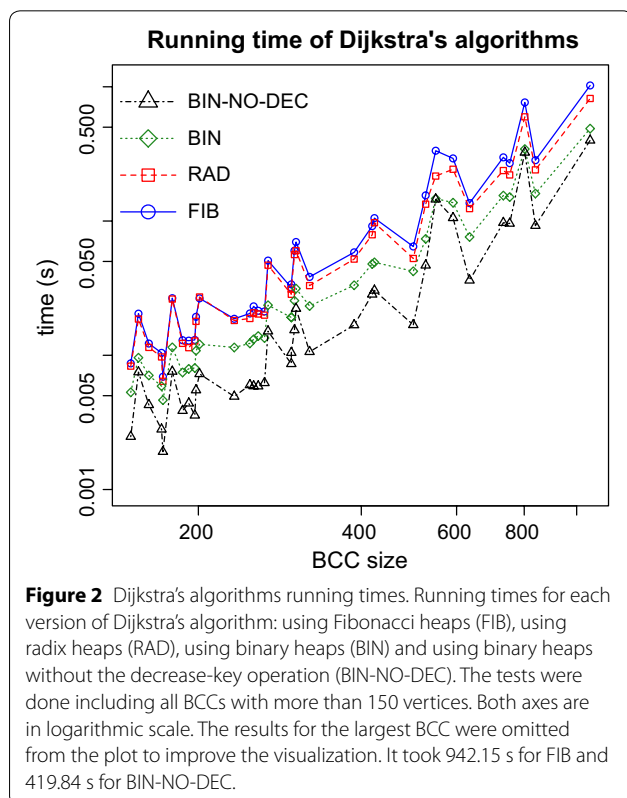 Running time of Dijkstra's algorithms
BIN-NO-DEC
BIN
RAD
FIB
time (s)
0.500
0.050
0.005
0.001
200
400
600
800
BCC size
Figure 2 Dijkstra's algorithms running times. Running times for each
version of Dijkstra's algorithm: using Fibonacci heaps (FIB), using
radix heaps (RAD), using binary heaps (BIN) and using binary heaps
without the decrease-key operation (BIN-NO-DEC). The tests were
done including all BCCs with more than 150 vertices. Both axes are
in logarithmic scale. The results for the largest BCC were omitted
from the plot to improve the visualization. It took 942.15 s for FIB and
419.84 s for BIN-NO-DEC.